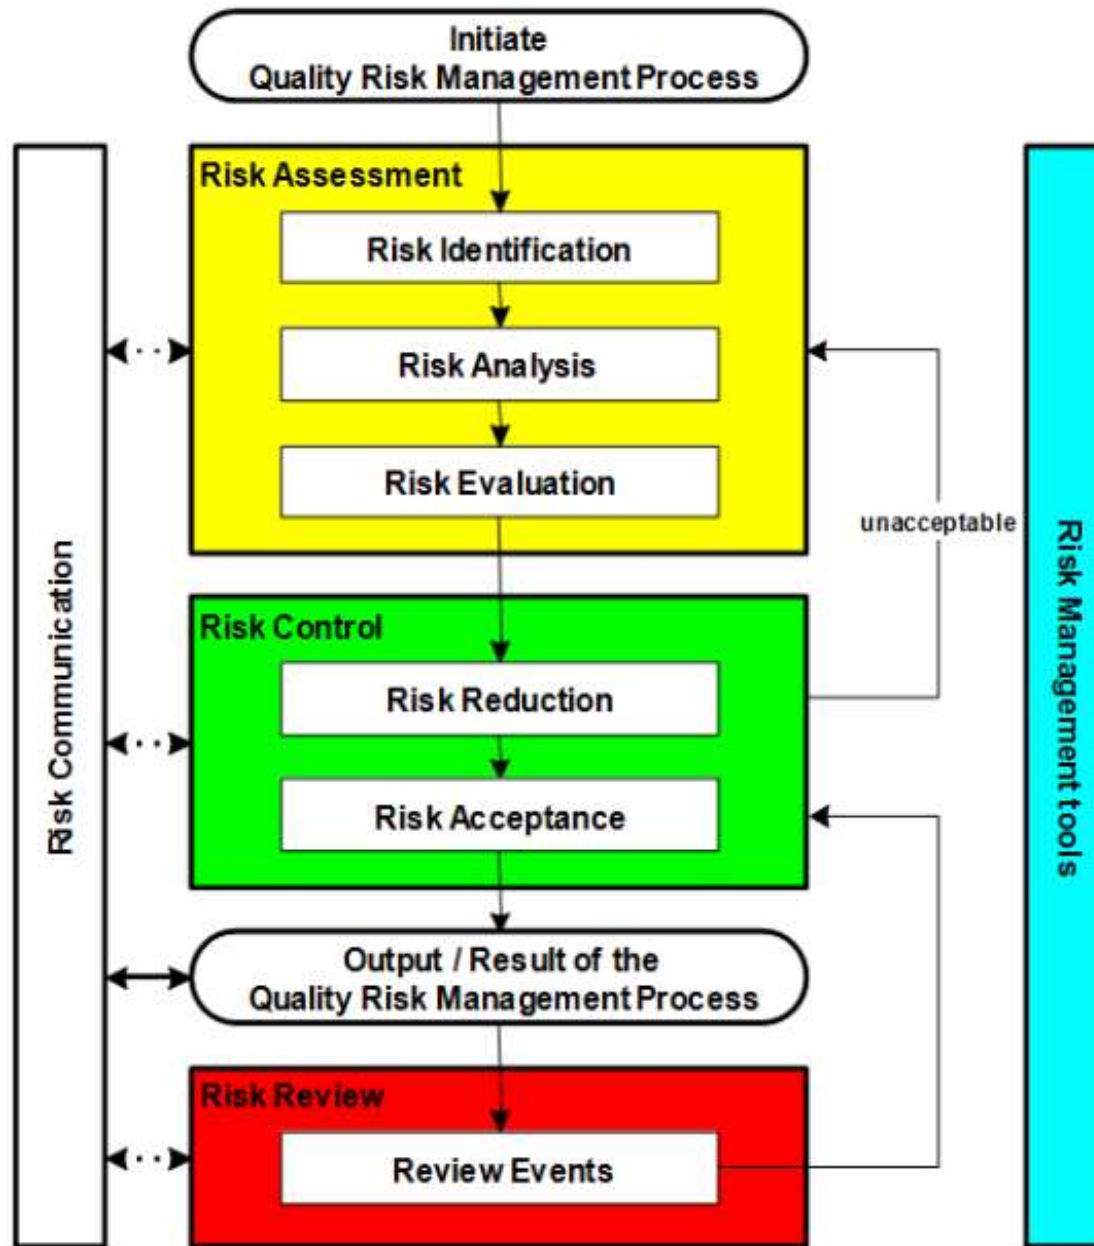 Initiate
Quality Risk Management Process
Risk Assessment
Risk Identification
Risk Analysis
Risk Evaluation
unacceptable
Risk Communication
Risk Management tools
Risk Control
Risk Reduction
Risk Acceptance
Output / Result of the
Quality Risk Management Process
Risk Review
Review Events